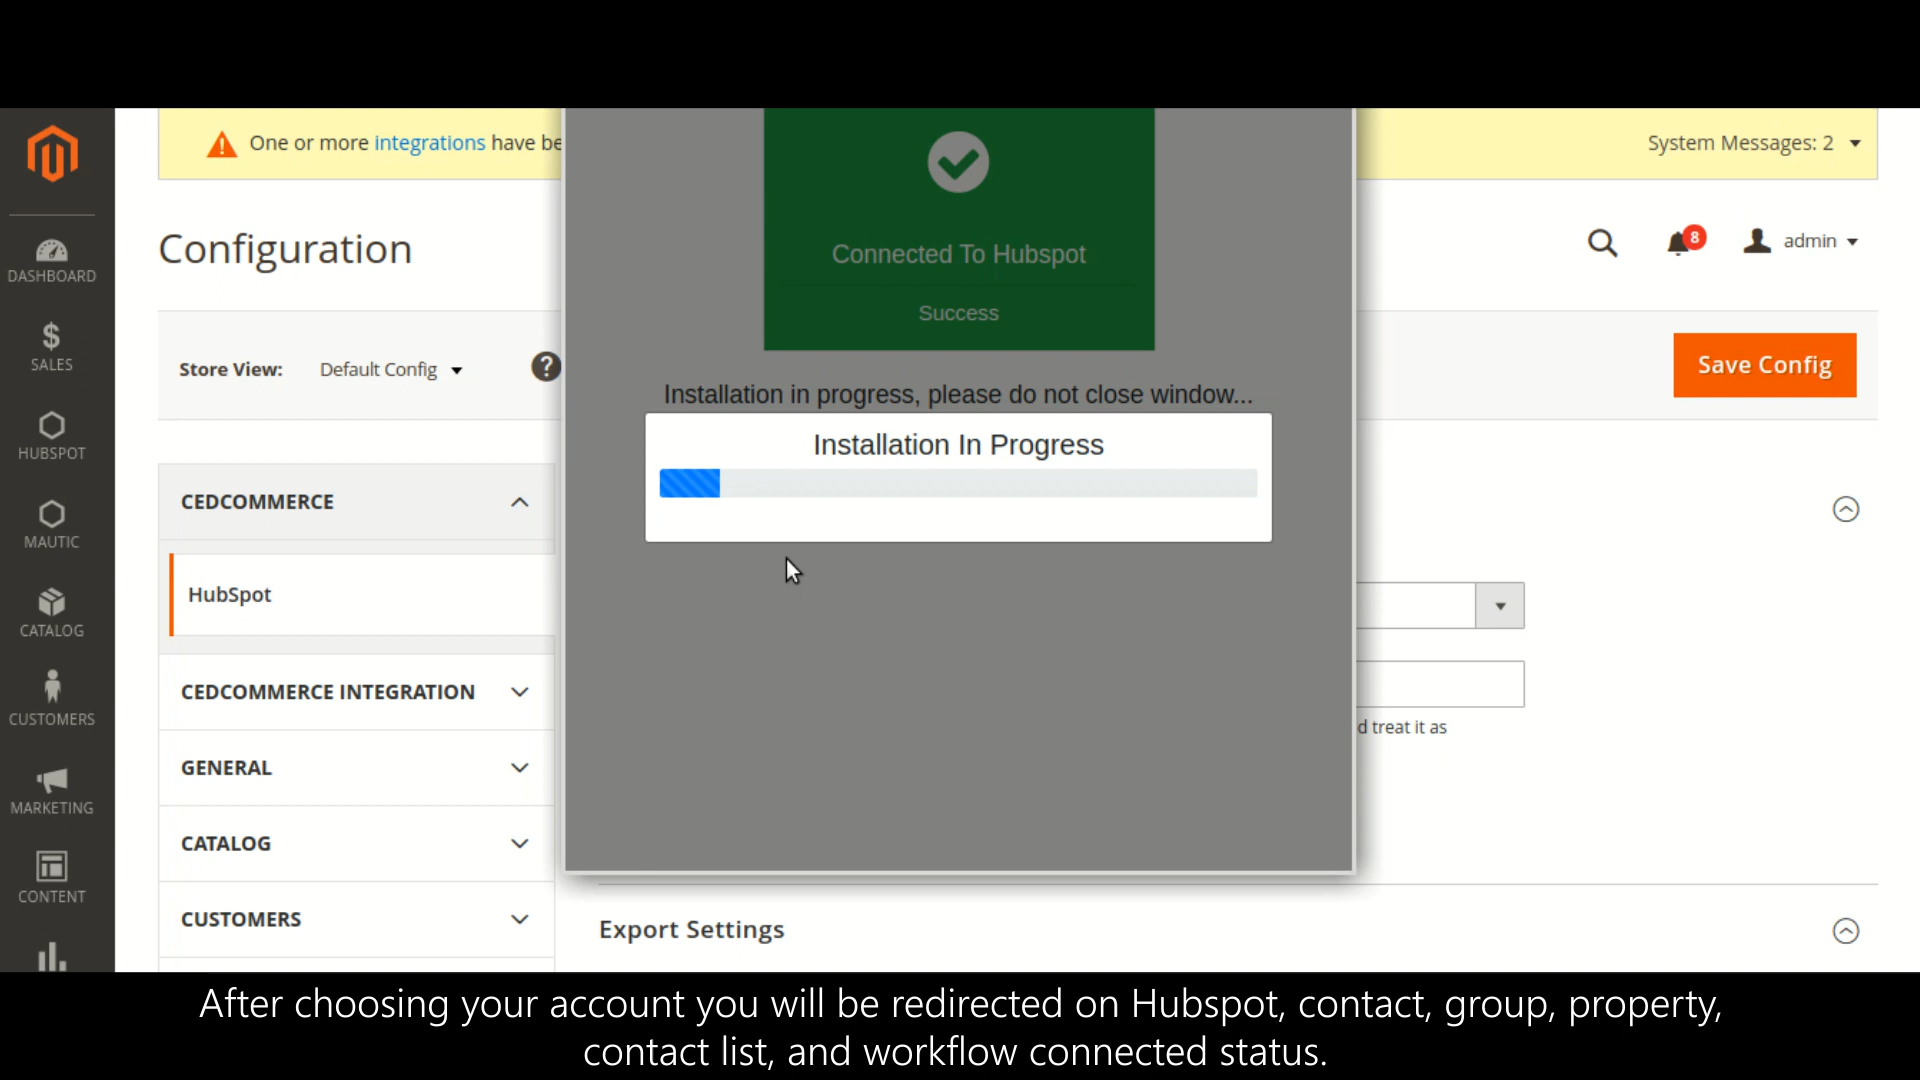 One or more integrations have be
System Messages: 2
Configuration
8
admin
Store View: Default Config
?
Save Config
DASHBOARD
SALES
HUBSPOT
MAUTIC
CATALOG
CUSTOMERS
MARKETING
CONTENT
CEDCOMMERCE
HubSpot
CEDCOMMERCE INTEGRATION
GENERAL
CATALOG
CUSTOMERS
Connected To Hubspot
Success
Installation in progress, please do not close window...
Installation In Progress
d treat it as
Export Settings
After choosing your account you will be redirected on Hubspot, contact, group, property,
contact list, and workflow connected status.